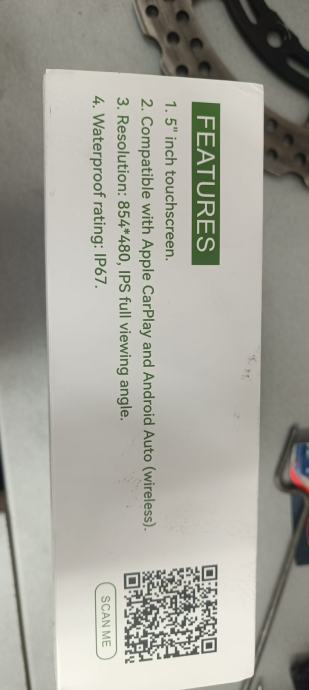 FEATURES
1. 5" inch touchscreen.
2. Compatible with Apple CarPlay and Android Auto (wireless).
3. Resolution: 854*480, IPS full viewing angle.
4. Waterproof rating: IP67.
SCAN ME